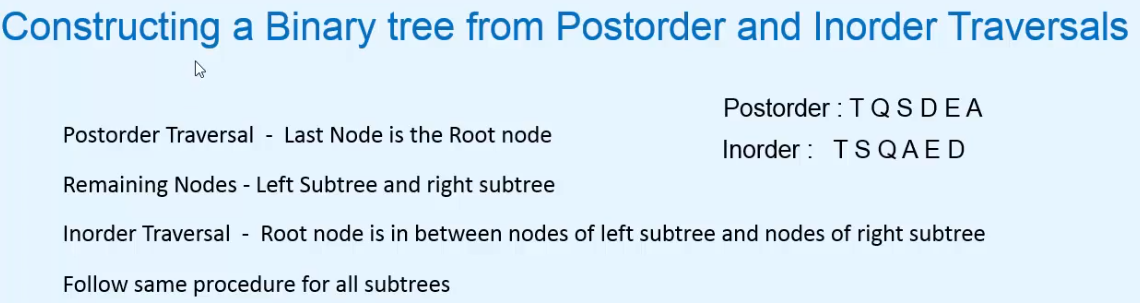 Constructing a Binary tree from Postorder and Inorder Traversals
Postorder : T Q S D E A
Postorder Traversal - Last Node is the Root node
Inorder : T S Q A E D
Remaining Nodes - Left Subtree and right subtree
Inorder Traversal - Root node is in between nodes of left subtree and nodes of right subtree
Follow same procedure for all subtrees